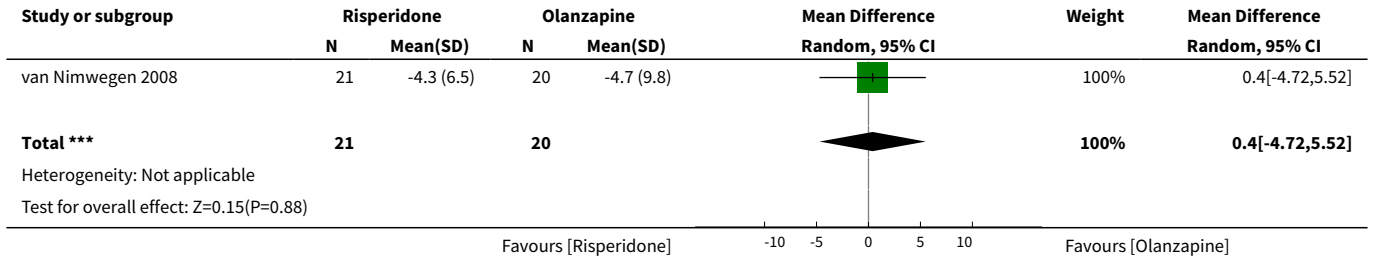 Study or subgroup Risperidone Olanzapine Mean Difference Weight Mean Difference
N Mean(SD) N Mean(SD) Random, 95% CI Random, 95% CI
van Nimwegen 2008 21 -4.3 (6.5) 20 -4.7 (9.8) 100% 0.4[-4.72,5.52]
Total *** 21 20 100% 0.4[-4.72,5.52]
Heterogeneity: Not applicable
Test for overall effect: Z=0.15(P=0.88)
Favours [Risperidone] -10 -5 0 5 10 Favours [Olanzapine]